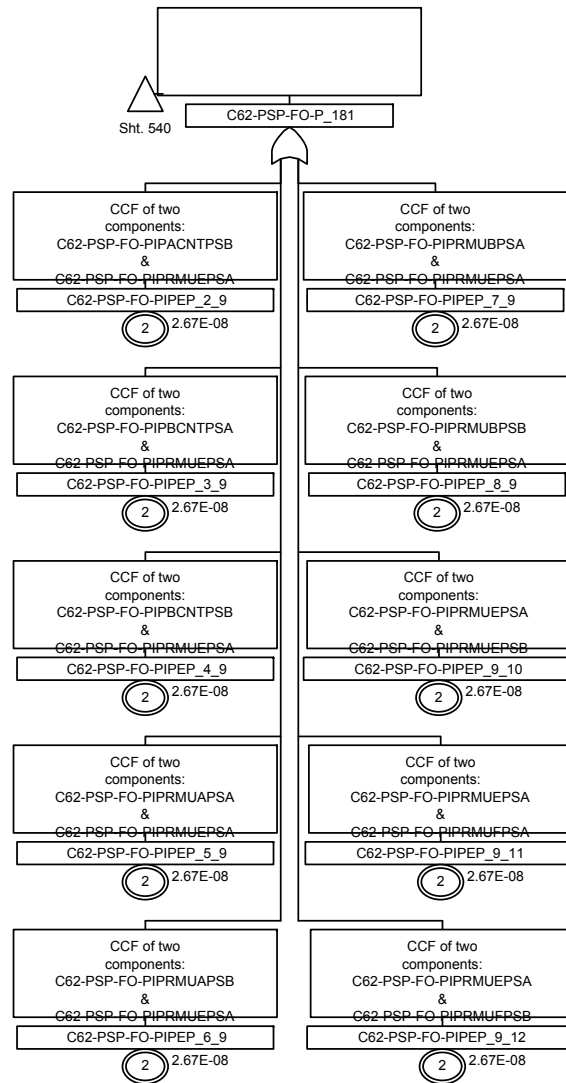 C62-PSP-FO-P_181
Sht. 540
CCF of two
components:
C62-PSP-FO-PIPACNTPSB
&
C62-PSP-FO-PIPRMUEPSA
C62-PSP-FO-PIPEP_2_9
2
2.67E-08
CCF of two
components:
C62-PSP-FO-PIPRMUBPSA
&
C62-PSP-FO-PIPRMUEPSA
C62-PSP-FO-PIPEP_7_9
2
2.67E-08
CCF of two
components:
C62-PSP-FO-PIPBCNTPSA
&
C62-PSP-FO-PIPRMUEPSA
C62-PSP-FO-PIPEP_3_9
2
2.67E-08
CCF of two
components:
C62-PSP-FO-PIPRMUBPSB
&
C62-PSP-FO-PIPRMUEPSA
C62-PSP-FO-PIPEP_8_9
2
2.67E-08
CCF of two
components:
C62-PSP-FO-PIPBCNTPSB
&
C62-PSP-FO-PIPRMUEPSA
C62-PSP-FO-PIPEP_4_9
2
2.67E-08
CCF of two
components:
C62-PSP-FO-PIPRMUEPSA
&
C62-PSP-FO-PIPRMUEPSB
C62-PSP-FO-PIPEP_9_10
2
2.67E-08
CCF of two
components:
C62-PSP-FO-PIPRMUAPSA
&
C62-PSP-FO-PIPRMUEPSA
C62-PSP-FO-PIPEP_5_9
2
2.67E-08
CCF of two
components:
C62-PSP-FO-PIPRMUEPSA
&
C62-PSP-FO-PIPRMUFPSA
C62-PSP-FO-PIPEP_9_11
2
2.67E-08
CCF of two
components:
C62-PSP-FO-PIPRMUAPSB
&
C62-PSP-FO-PIPRMUEPSA
C62-PSP-FO-PIPEP_6_9
2
2.67E-08
CCF of two
components:
C62-PSP-FO-PIPRMUEPSA
&
C62-PSP-FO-PIPRMUFPSB
C62-PSP-FO-PIPEP_9_12
2
2.67E-08